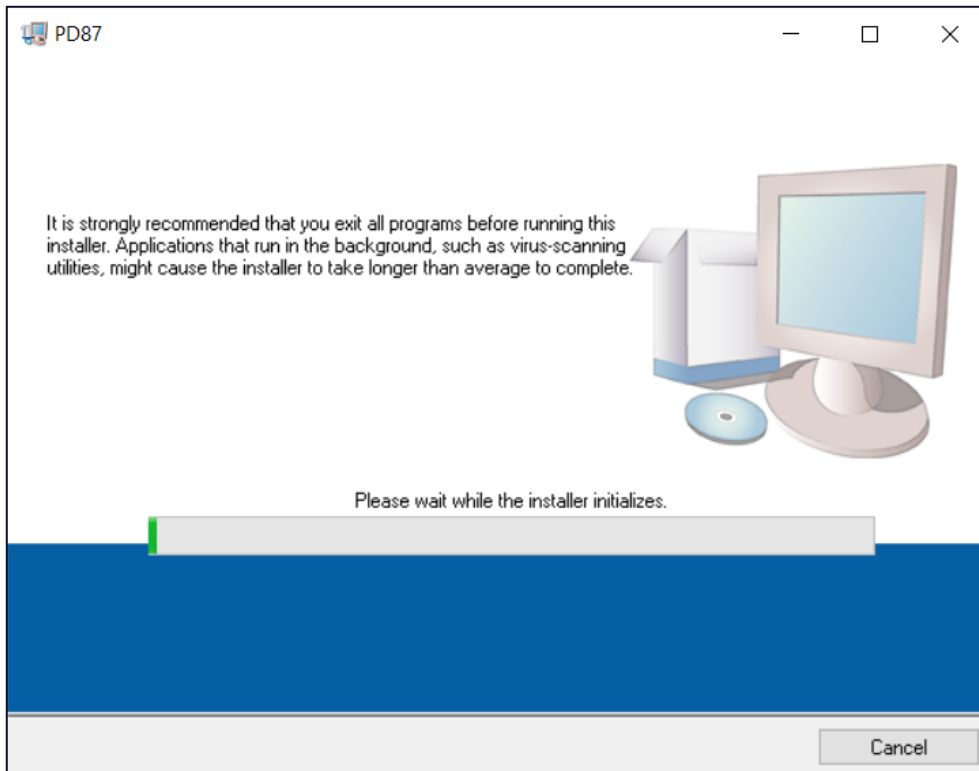 PD87
It is strongly recommended that you exit all programs before running this
installer. Applications that run in the background, such as virus-scanning
utilities, might cause the installer to take longer than average to complete.
Please wait while the installer initializes.
Cancel